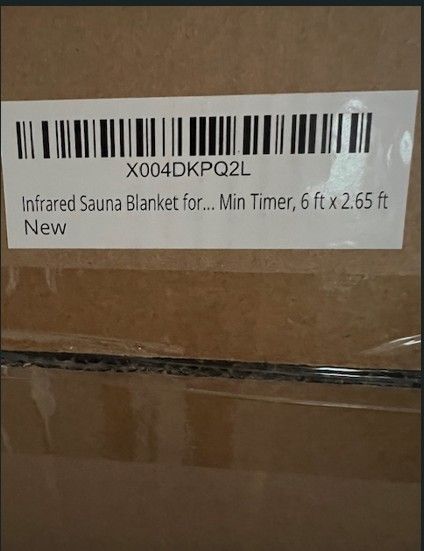 X004DKPQ2L
Infrared Sauna Blanket for... Min Timer, 6 ft x 2.65 ft
New